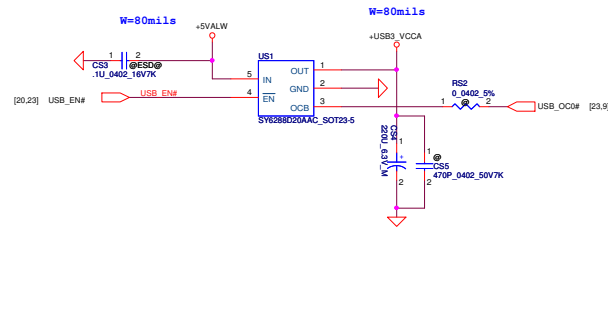 W=80mils
W=80mils
+5VALW
+USB3_VCCA
US1
1 2 @ESD@
CS3
.1U_0402_16V7K
5 IN
OUT 1
GND 2
4 EN
OCB 3
SY6288D20AAC_SOT23-5
[20,23] USB_EN#
USB_EN#
RS2
0_0402_5%
1 @ 2
USB_OC0# [23,9]
CS4
220U_6.3V_M
1
+
2
1
@
CS5
470P_0402_50V7K
2